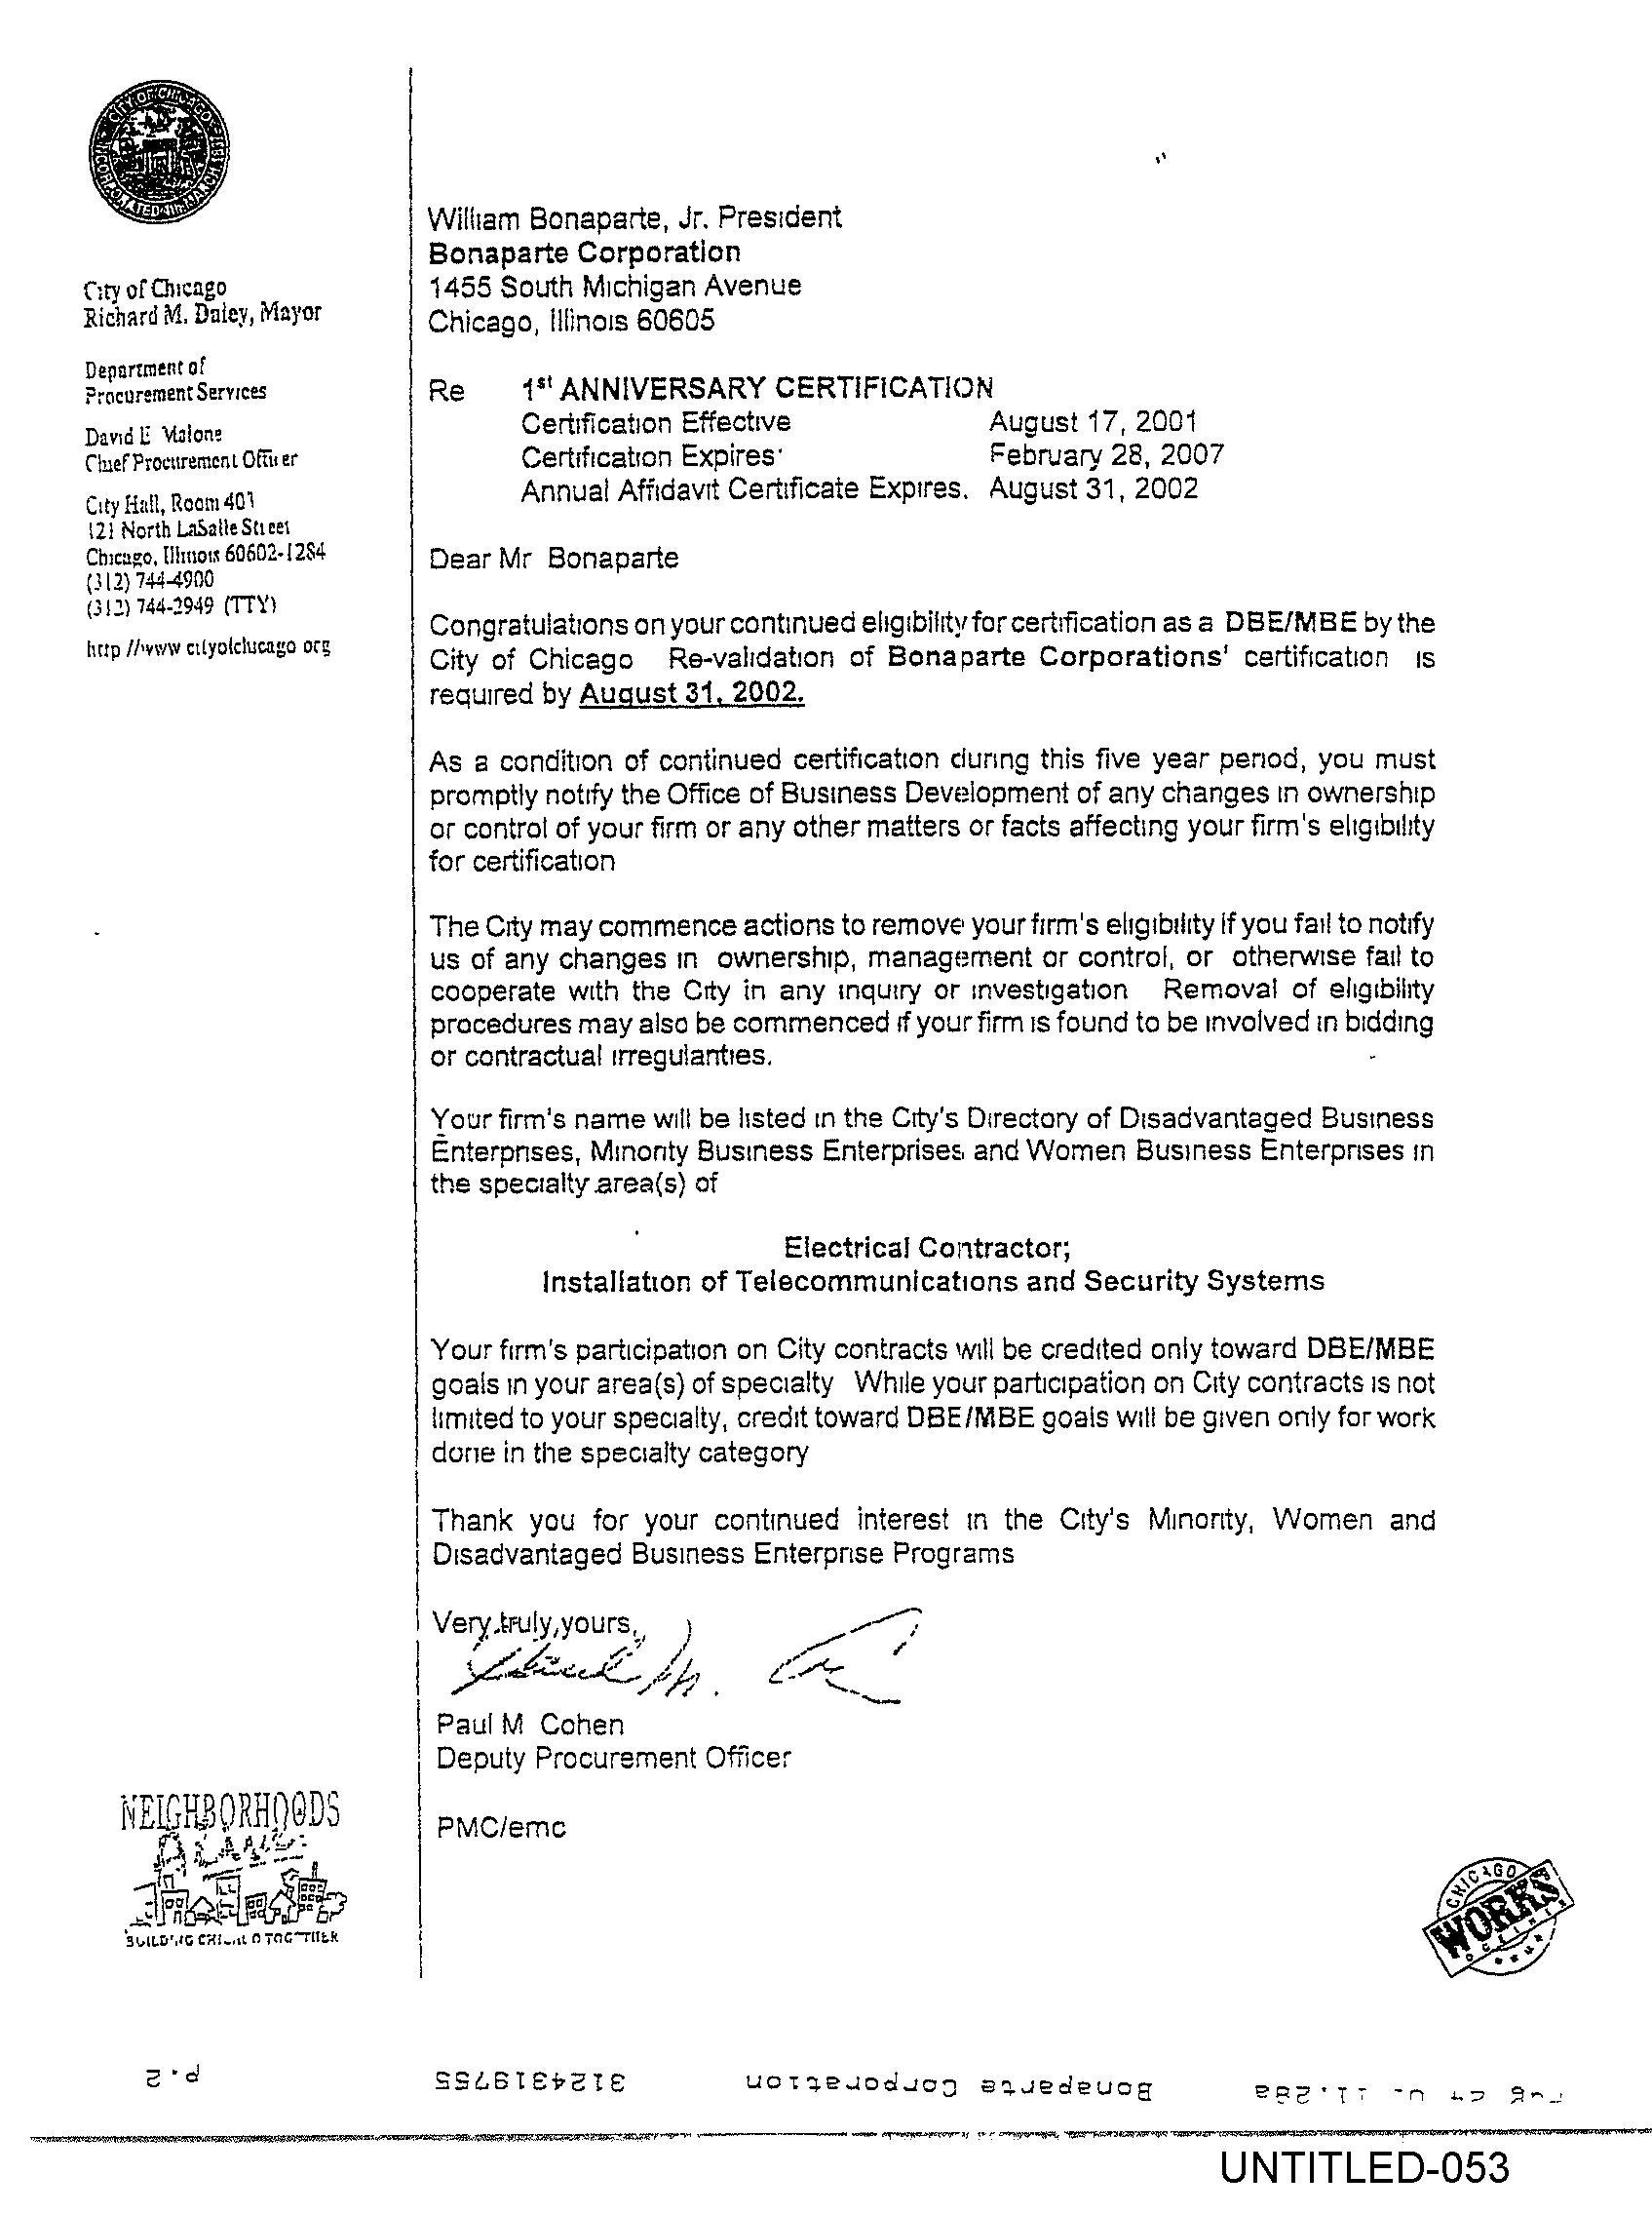 City of Chicago
Richard M. Daley, Mayor
Department of
Procurement Services
David E Malone
Chief Procurement Officer
City Hall, Room 403
121 North LaSalle Street
Chicago, Illinois 60602-1284
(312) 744-4900
(312) 744-2949 (TTY)
http //www cityofchicago org
William Bonaparte, Jr. President
Bonaparte Corporation
1455 South Michigan Avenue
Chicago, Illinois 60605
Re 1st ANNIVERSARY CERTIFICATION
Certification Effective August 17, 2001
Certification Expires: February 28, 2007
Annual Affidavit Certificate Expires. August 31, 2002
Dear Mr Bonaparte
Congratulations on your continued eligibility for certification as a DBE/MBE by the
City of Chicago Re-validation of Bonaparte Corporations' certification is
required by August 31, 2002.
As a condition of continued certification during this five year period, you must
promptly notify the Office of Business Development of any changes in ownership
or control of your firm or any other matters or facts affecting your firm's eligibility
for certification
The City may commence actions to remove your firm's eligibility if you fail to notify
us of any changes in ownership, management or control, or otherwise fail to
cooperate with the City in any inquiry or investigation Removal of eligibility
procedures may also be commenced if your firm is found to be involved in bidding
or contractual irregularities.
Your firm's name will be listed in the City's Directory of Disadvantaged Business
Enterprises, Minority Business Enterprises and Women Business Enterprises in
the specialty area(s) of
Electrical Contractor;
Installation of Telecommunications and Security Systems
Your firm's participation on City contracts will be credited only toward DBE/MBE
goals in your area(s) of specialty While your participation on City contracts is not
limited to your specialty, credit toward DBE/MBE goals will be given only for work
done in the specialty category
Thank you for your continued interest in the City's Minority, Women and
Disadvantaged Business Enterprise Programs
Very truly yours,
Paul M Cohen
Deputy Procurement Officer
PMC/emc
NEIGHBORHOODS
ALIVE
BUILDING CHICAGO TOGETHER
CHICAGO
WORKS
p.2
3124319755
Bonaparte Corporation
11.28a
UNTITLED-053